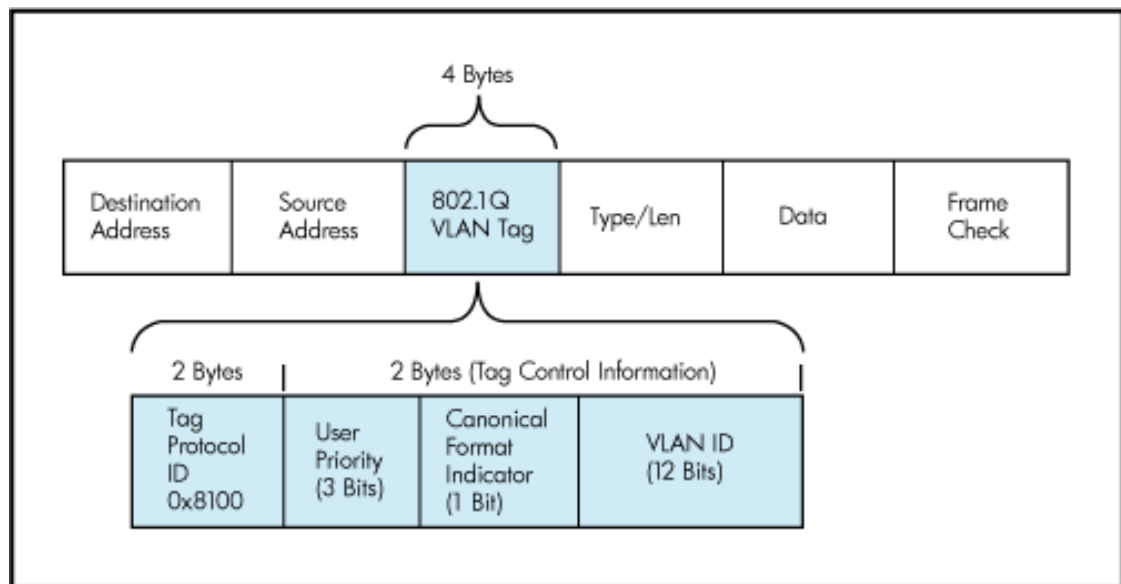 4 Bytes
Destination
Address
Source
Address
802.1Q
VLAN Tag
Type/Len
Data
Frame
Check
2 Bytes
2 Bytes (Tag Control Information)
Tag
Protocol
ID
0x8100
User
Priority
(3 Bits)
Canonical
Format
Indicator
(1 Bit)
VLAN ID
(12 Bits)